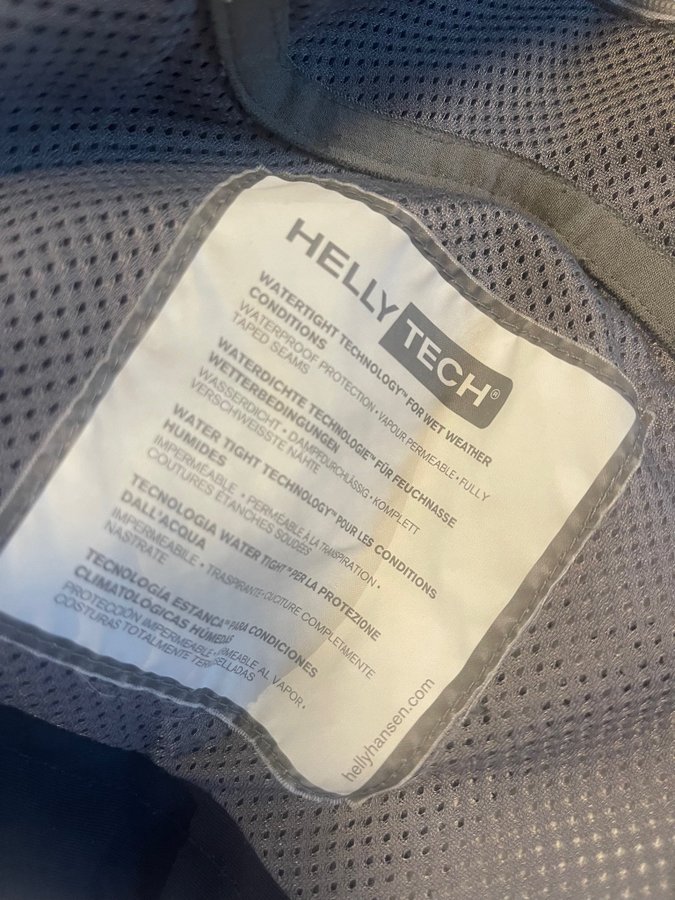 HELLY TECH®
WATERTIGHT TECHNOLOGY™ FOR WET WEATHER
CONDITIONS
WATERPROOF PROTECTION • VAPOUR PERMEABLE • FULLY
TAPED SEAMS
WATERDICHTE TECHNOLOGIE™ FÜR FEUCHNASSE
WETTERBEDINGUNGEN
WASSERDICHT • DAMPFDURCHLÄSSIG • KOMPLETT
VERSCHWEISSTE NÄHTE
WATER TIGHT TECHNOLOGY™ POUR LES CONDITIONS
HUMIDES
IMPERMEABLE • PERMÉABLE À LA TRANSPIRATION •
COUTURES ÉTANCHES SOUDÉES
TECNOLOGIA WATER TIGHT™ PER LA PROTEZIONE
DALL'ACQUA
IMPERMEABILE • TRASPIRANTE • CUCITURE COMPLETAMENTE
NASTRATE
TECNOLOGÍA ESTANCA™ PARA CONDICIONES
CLIMATOLÓGICAS HÚMEDAS
PROTECCIÓN IMPERMEABLE • RMEABLE AL VAPOR •
COSTURAS TOTALMENTE TERSELLADAS
hellyhansen.com